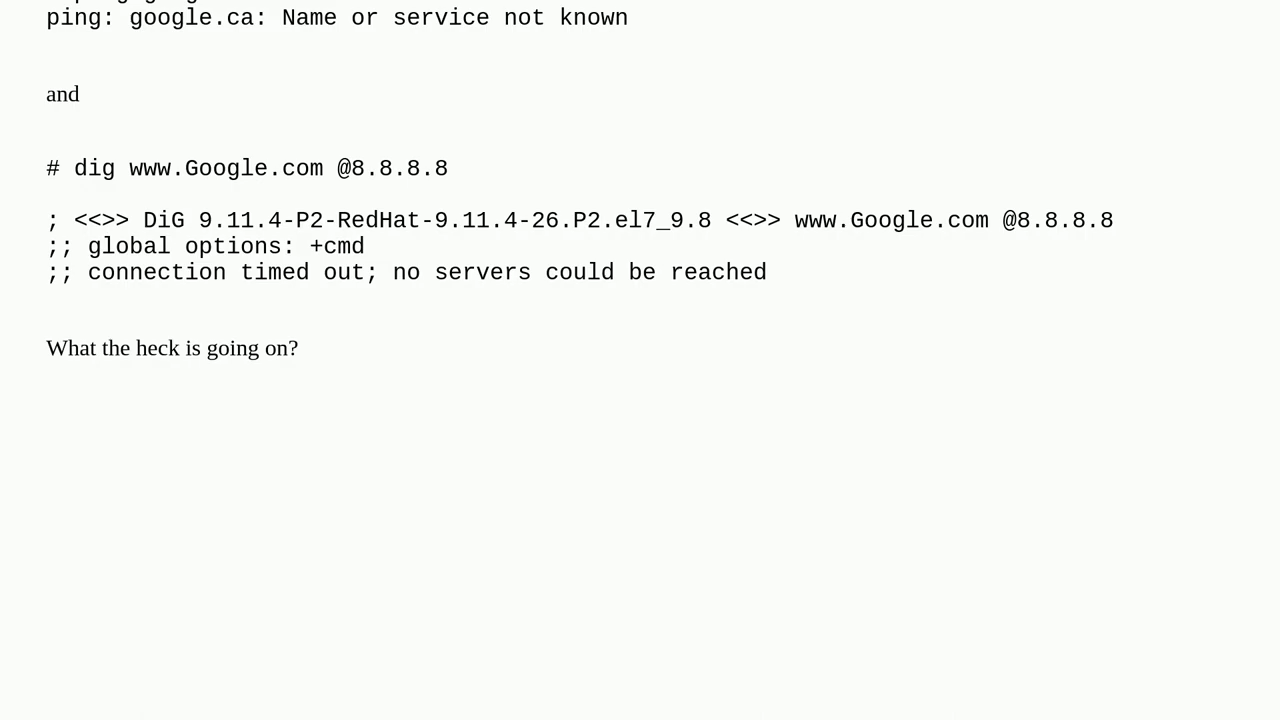 ping: google.ca: Name or service not known
and
# dig www.Google.com @8.8.8.8
; <<>> DiG 9.11.4-P2-RedHat-9.11.4-26.P2.el7_9.8 <<>> www.Google.com @8.8.8.8
;; global options: +cmd
;; connection timed out; no servers could be reached
What the heck is going on?